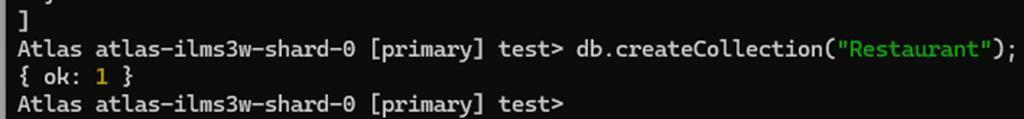 ]
Atlas atlas-ilms3w-shard-0 [primary] test> db.createCollection("Restaurant");
{ ok: 1 }
Atlas atlas-ilms3w-shard-0 [primary] test>